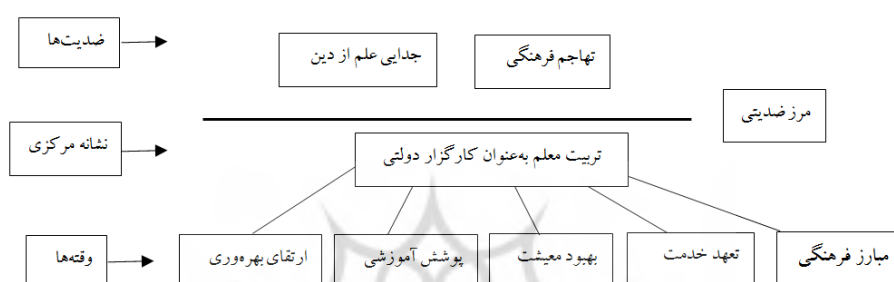 ضدیت‌ها
تهاجم فرهنگی
جدایی علم از دین
مرز ضدیتی
نشانه مرکزی
تربیت معلم به‌عنوان کارگزار دولتی
وقته‌ها
مبارز فرهنگی
تعهد خدمت
بهبود معیشت
پوشش آموزشی
ارتقای بهره‌وری